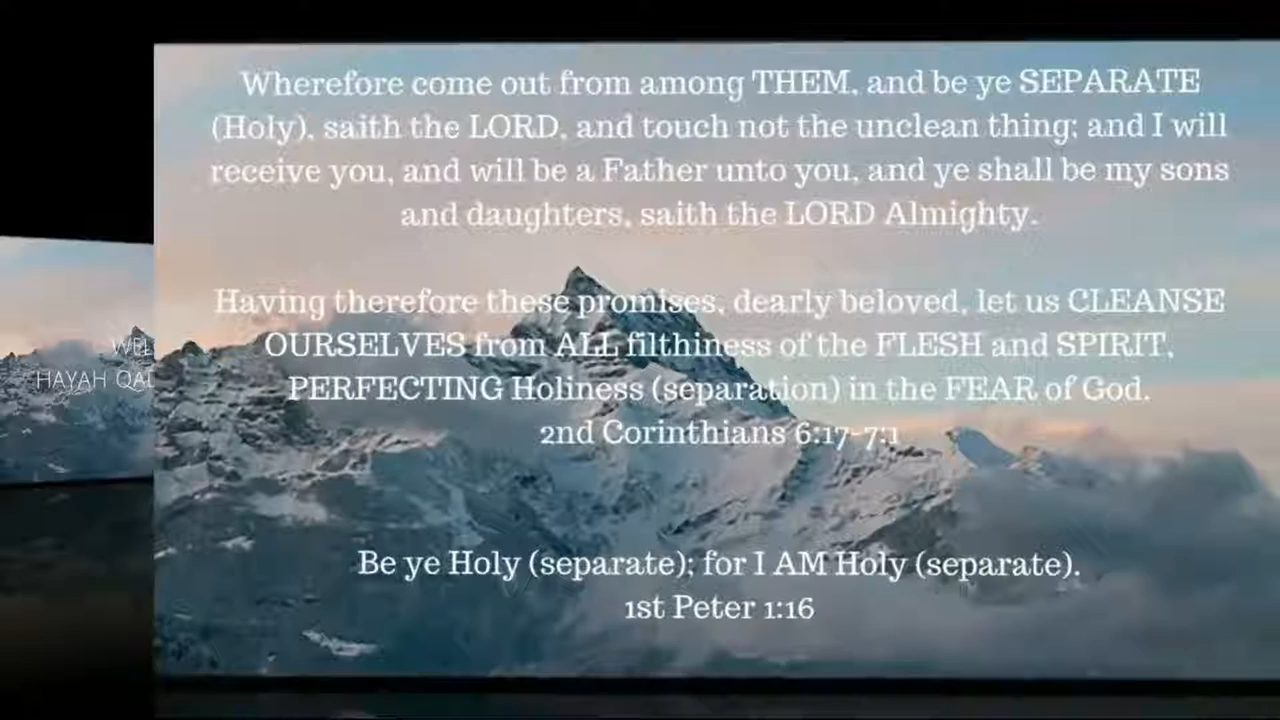 Wherefore come out from among THEM, and be ye SEPARATE
(Holy), saith the LORD, and touch not the unclean thing; and I will
receive you, and will be a Father unto you, and ye shall be my sons
and daughters, saith the LORD Almighty.
Having therefore these promises, dearly beloved, let us CLEANSE
OURSELVES from ALL filthiness of the FLESH and SPIRIT,
PERFECTING Holiness (separation) in the FEAR of God.
2nd Corinthians 6:17-7:1
Be ye Holy (separate); for I AM Holy (separate).
1st Peter 1:16
HAYAH